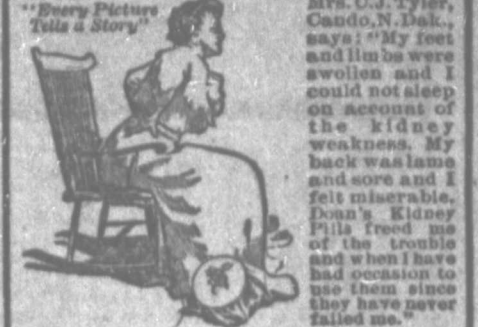 "Every Picture
Tells a Story"
Mrs. C.J. Tyler,
Cando, N. Dak.,
says: "My feet
and limbs were
swollen and I
could not sleep
on account of
the kidney
weakness. My
back was lame
and sore and I
felt miserable.
Doan's Kidney
Pills freed me
of the trouble
and when I have
had occasion to
use them since
they have never
failed me."